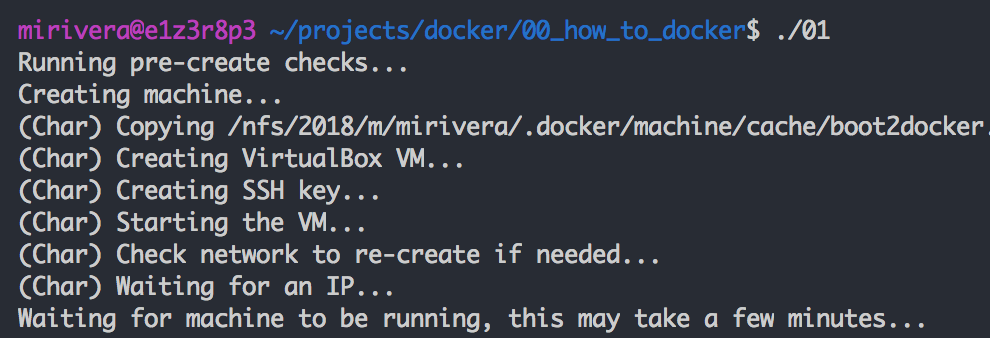 mirivera@e1z3r8p3 ~/projects/docker/00_how_to_docker$ ./01
Running pre-create checks...
Creating machine...
(Char) Copying /nfs/2018/m/mirivera/.docker/machine/cache/boot2docker.
(Char) Creating VirtualBox VM...
(Char) Creating SSH key...
(Char) Starting the VM...
(Char) Check network to re-create if needed...
(Char) Waiting for an IP...
Waiting for machine to be running, this may take a few minutes...